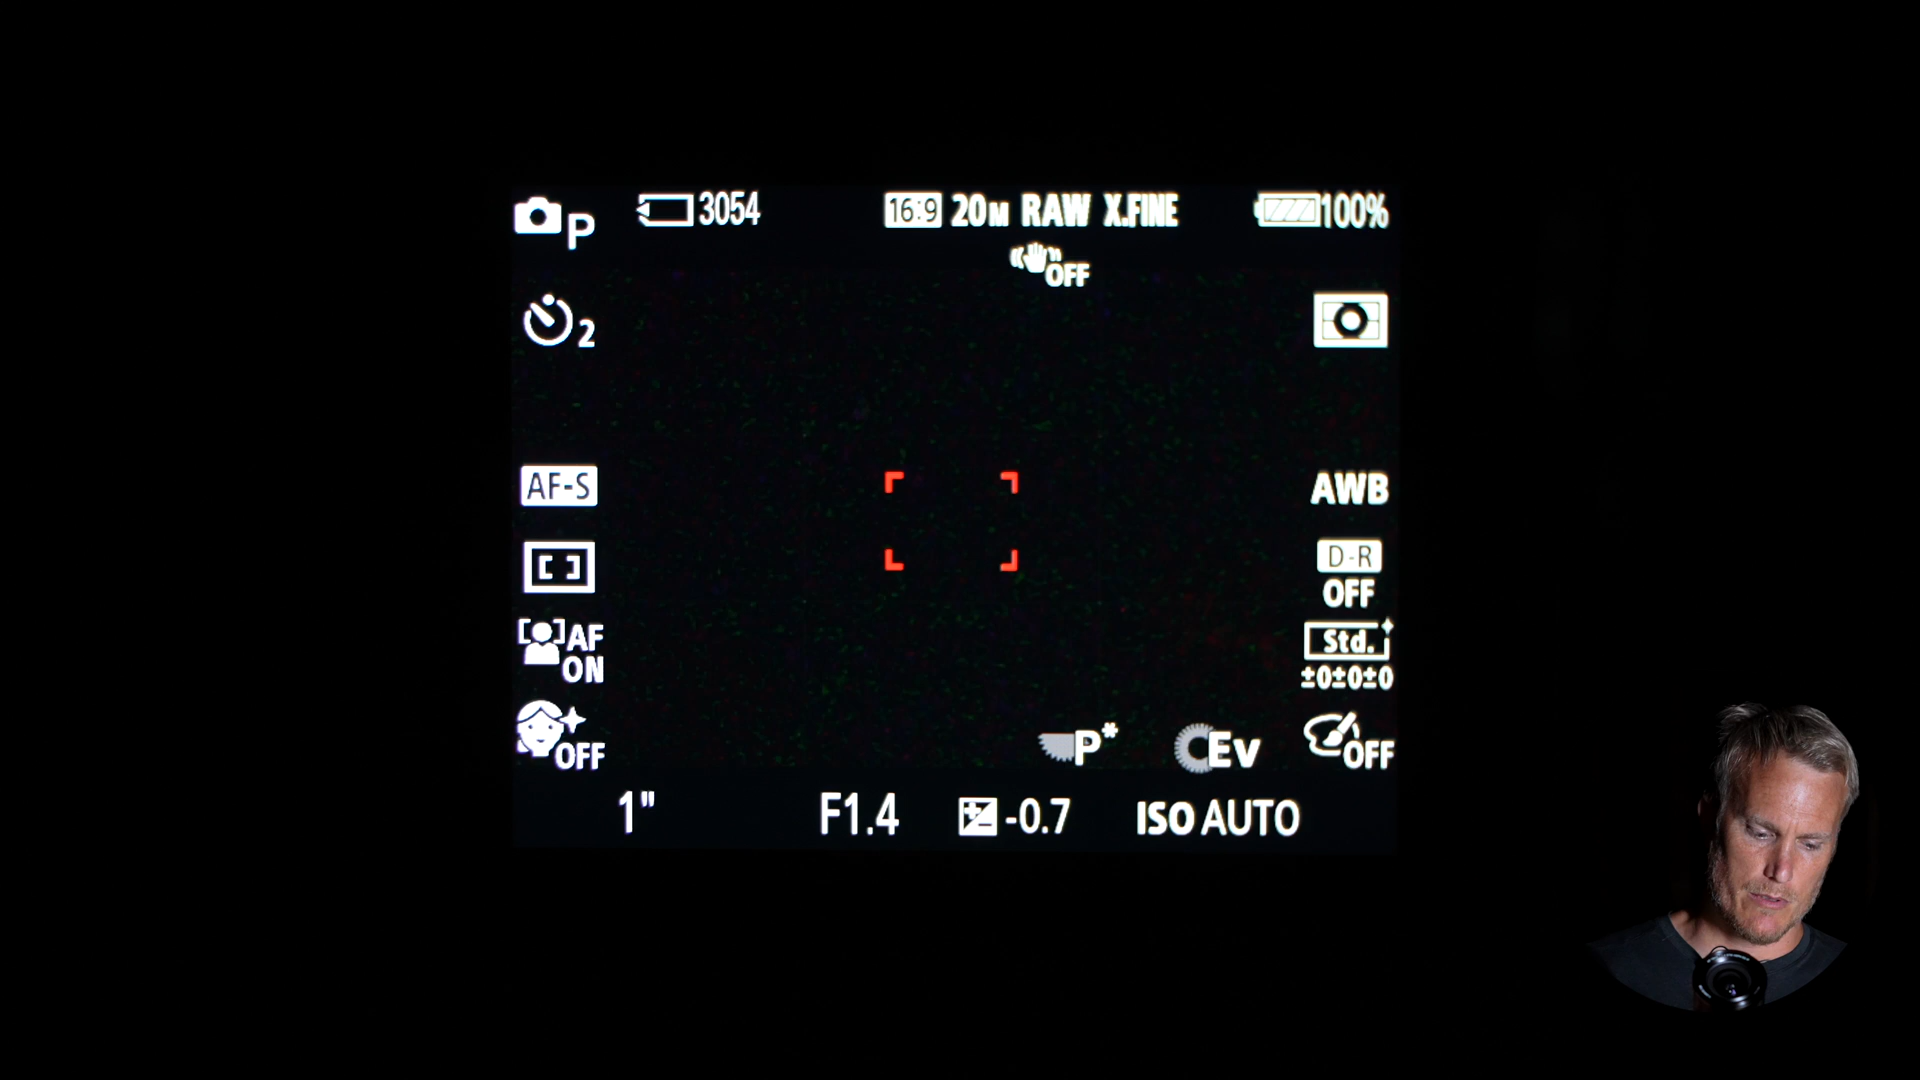 P 3054 16:9 20M RAW X.FINE 100%
OFF
2
AF-S AWB
D-R
OFF
AF
ON
Std.
±0±0±0
OFF P* Ev OFF
1" F1.4 -0.7 ISO AUTO